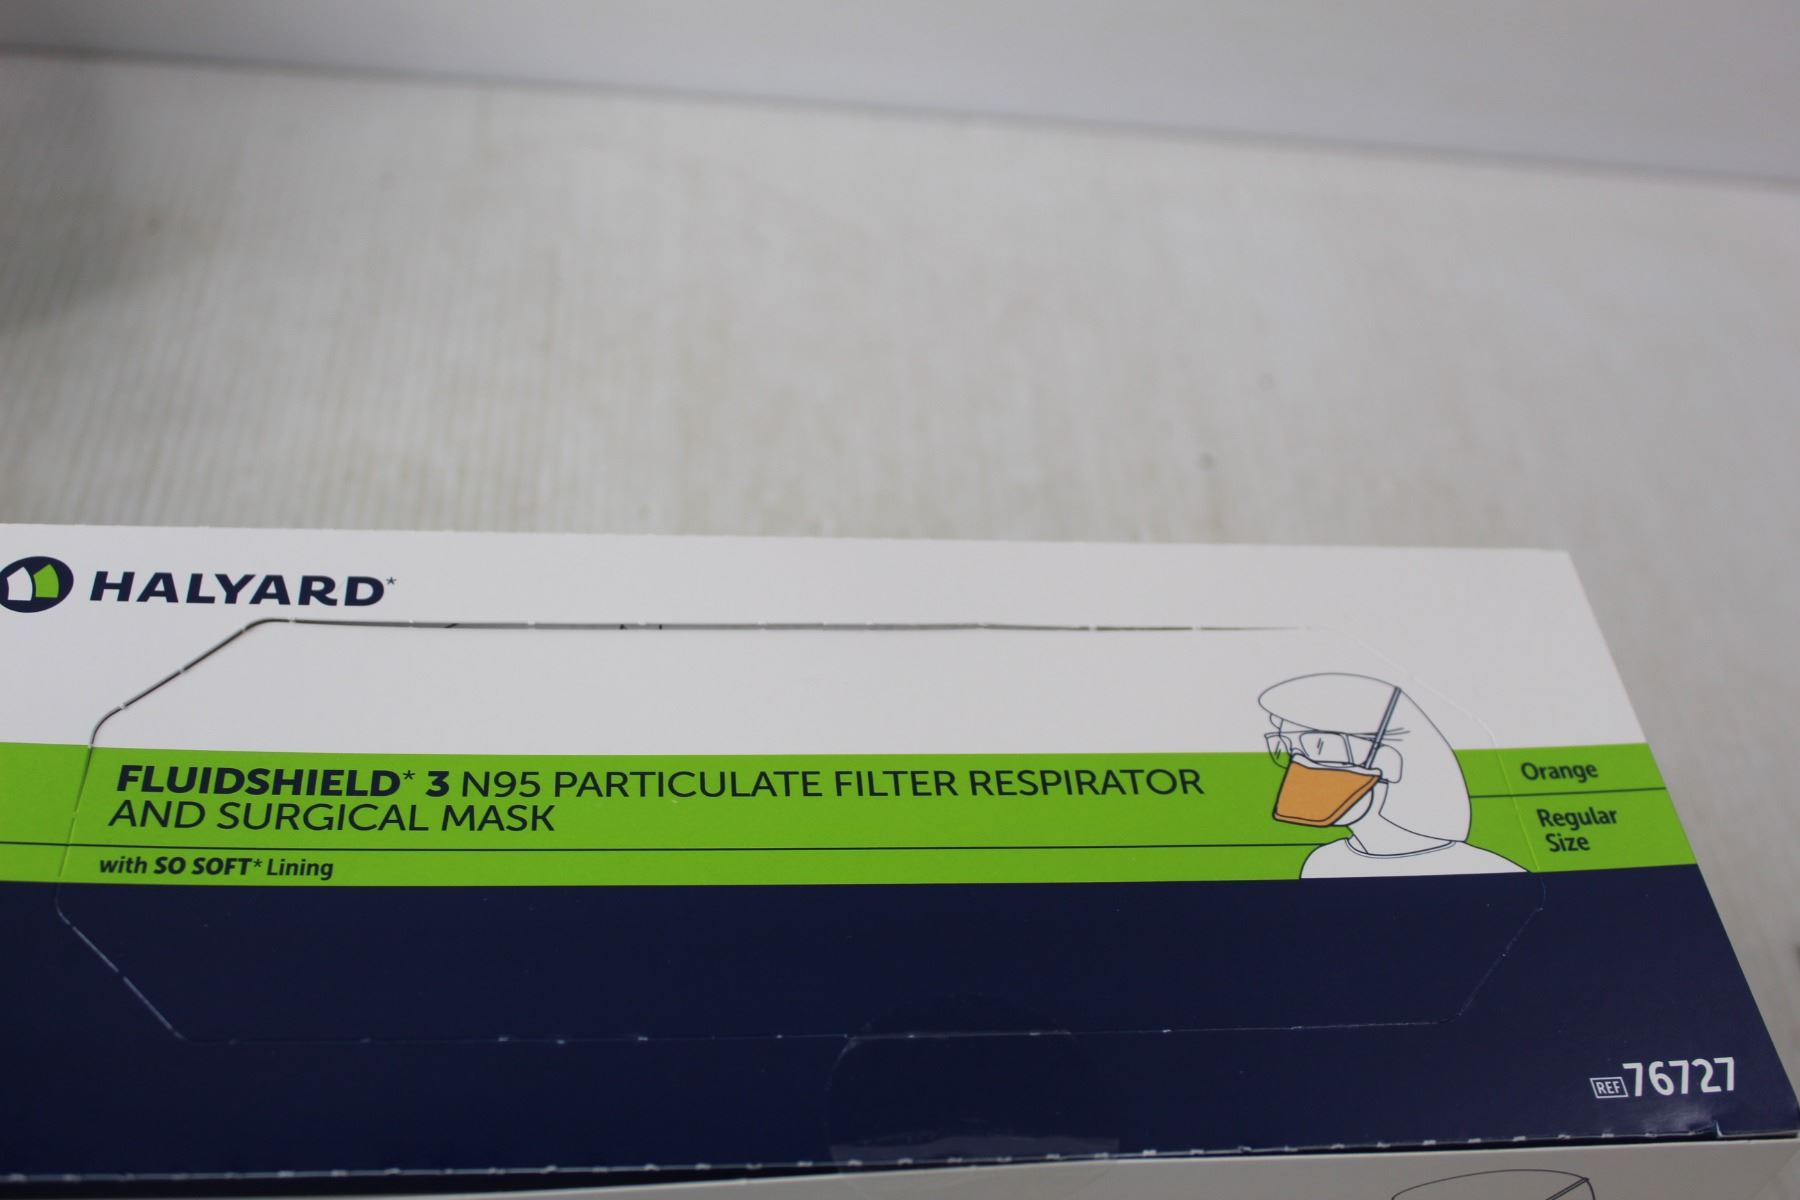 HALYARD*
FLUIDSHIELD* 3 N95 PARTICULATE FILTER RESPIRATOR
AND SURGICAL MASK
with SO SOFT* Lining
Orange
Regular
Size
REF 76727